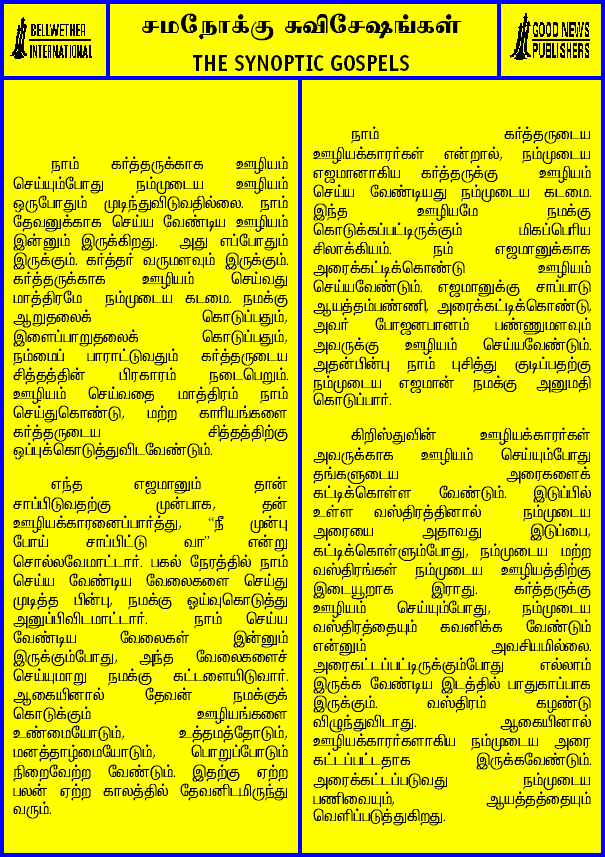 BELLWETHER
INTERNATIONAL
சமநோக்கு சுவிசேஷங்கள்
THE SYNOPTIC GOSPELS
GOOD NEWS
PUBLISHERS
நாம் கர்த்தருக்காக ஊழியம்
செய்யும்போது நம்முடைய ஊழியம்
ஒருபோதும் முடிந்துவிடுவதில்லை. நாம்
தேவனுக்காக செய்ய வேண்டிய ஊழியம்
இன்னும் இருக்கிறது. அது எப்போதும்
இருக்கும். கர்த்தர் வருமளவும் இருக்கும்.
கர்த்தருக்காக ஊழியம் செய்வது
மாத்திரமே நம்முடைய கடமை. நமக்கு
ஆறுதலைக் கொடுப்பதும்,
இளைப்பாறுதலைக் கொடுப்பதும்,
நம்மைப் பாராட்டுவதும் கர்த்தருடைய
சித்தத்தின் பிரகாரம் நடைபெறும்.
ஊழியம் செய்வதை மாத்திரம் நாம்
செய்துகொண்டு, மற்ற காரியங்களை
கர்த்தருடைய சித்தத்திற்கு
ஒப்புக்கொடுத்துவிடவேண்டும்.
எந்த எஜமானும் தான்
சாப்பிடுவதற்கு முன்பாக, தன்
ஊழியக்காரனைப்பார்த்து, “நீ முன்பு
போய் சாப்பிட்டு வா” என்று
சொல்லவேமாட்டார். பகல் நேரத்தில் நாம்
செய்ய வேண்டிய வேலைகளை செய்து
முடித்த பின்பு, நமக்கு ஓய்வுகொடுத்து
அனுப்பிவிடமாட்டார். நாம் செய்ய
வேண்டிய வேலைகள் இன்னும்
இருக்கும்போது, அந்த வேலைகளைச்
செய்யுமாறு நமக்கு கட்டளையிடுவார்.
ஆகையினால் தேவன் நமக்குக்
கொடுக்கும் ஊழியங்களை
உண்மையோடும், உத்தமத்தோடும்,
மனத்தாழ்மையோடும், பொறுப்போடும்
நிறைவேற்ற வேண்டும். இதற்கு ஏற்ற
பலன் ஏற்ற காலத்தில் தேவனிடமிருந்து
வரும்.
நாம் கர்த்தருடைய
ஊழியக்காரர்கள் என்றால், நம்முடைய
எஜமானாகிய கர்த்தருக்கு ஊழியம்
செய்ய வேண்டியது நம்முடைய கடமை.
இந்த ஊழியமே நமக்கு
கொடுக்கப்பட்டிருக்கும் மிகப்பெரிய
சிலாக்கியம். நம் எஜமானுக்காக
அரைக்கட்டிக்கொண்டு ஊழியம்
செய்யவேண்டும். எஜமானுக்கு சாப்பாடு
ஆயத்தம்பண்ணி, அரைக்கட்டிக்கொண்டு,
அவர் போஜனபானம் பண்ணுமளவும்
அவருக்கு ஊழியம் செய்யவேண்டும்.
அதன்பின்பு நாம் புசித்து குடிப்பதற்கு
நம்முடைய எஜமான் நமக்கு அனுமதி
கொடுப்பார்.
கிறிஸ்துவின் ஊழியக்காரர்கள்
அவருக்காக ஊழியம் செய்யும்போது
தங்களுடைய அரைகளைக்
கட்டிக்கொள்ள வேண்டும். இடுப்பில்
உள்ள வஸ்திரத்தினால் நம்முடைய
அரையை அதாவது இடுப்பை,
கட்டிக்கொள்ளும்போது, நம்முடைய மற்ற
வஸ்திரங்கள் நம்முடைய ஊழியத்திற்கு
இடையூறாக இராது. கர்த்தருக்கு
ஊழியம் செய்யும்போது, நம்முடைய
வஸ்திரத்தையும் கவனிக்க வேண்டும்
என்னும் அவசியமில்லை.
அரைகட்டப்பட்டிருக்கும்போது எல்லாம்
இருக்க வேண்டிய இடத்தில் பாதுகாப்பாக
இருக்கும். வஸ்திரம் கழண்டு
விழுந்துவிடாது. ஆகையினால்
ஊழியக்காரர்களாகிய நம்முடைய அரை
கட்டப்பட்டதாக இருக்கவேண்டும்.
அரைக்கட்டப்படுவது நம்முடைய
பணிவையும், ஆயத்தத்தையும்
வெளிப்படுத்துகிறது.